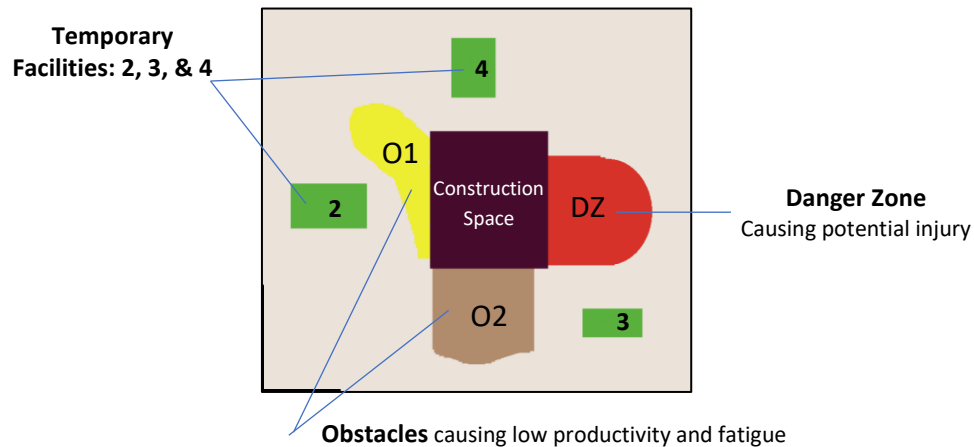 Temporary
Facilities: 2, 3, & 4
4
O1
Construction
Space
2
DZ
Danger Zone
Causing potential injury
O2
3
Obstacles causing low productivity and fatigue